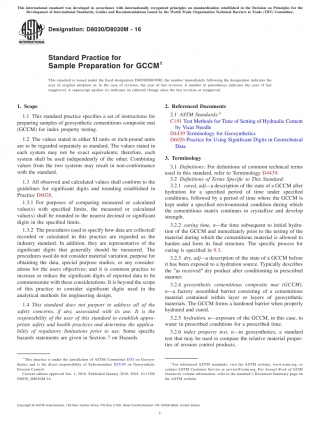 This international standard was developed in accordance with internationally recognized principles on standardization established in the Decision on Principles for the
Development of International Standards, Guides and Recommendations issued by the World Trade Organization Technical Barriers to Trade (TBT) Committee.
Designation: D8030/D8030M − 16
INTERNATIONAL
Standard Practice for
Sample Preparation for GCCM1
This standard is issued under the fixed designation D8030/D8030M; the number immediately following the designation indicates the
year of original adoption or, in the case of revision, the year of last revision. A number in parentheses indicates the year of last
reapproval. A superscript epsilon (ε) indicates an editorial change since the last revision or reapproval.
1. Scope
1.1 This standard practice specifies a set of instructions for
preparing samples of geosynthetic cementitious composite mat
(GCCM) for index property testing.
1.2 The values stated in either SI units or inch-pound units
are to be regarded separately as standard. The values stated in
each system may not be exact equivalents; therefore, each
system shall be used independently of the other. Combining
values from the two systems may result in non-conformance
with the standard.
1.3 All observed and calculated values shall conform to the
guidelines for significant digits and rounding established in
Practice D6026.
1.3.1 For purposes of comparing measured or calculated
value(s) with specified limits, the measured or calculated
value(s) shall be rounded to the nearest decimal or significant
digits in the specified limits.
1.3.2 The procedures used to specify how data are collected/
recorded or calculated in this practice are regarded as the
industry standard. In addition, they are representative of the
significant digits that generally should be measured. The
procedures used do not consider material variation, purpose for
obtaining the data, special purpose studies, or any consider-
ations for the users objectives; and it is common practice to
increase or reduce the significant digits of reported data to be
commensurate with these considerations. It is beyond the scope
of this practice to consider significant digits used in the
analytical methods for engineering design.
1.4 This standard does not purport to address all of the
safety concerns, if any, associated with its use. It is the
responsibility of the user of this standard to establish appro-
priate safety and health practices and determine the applica-
bility of regulatory limitations prior to use. Some specific
hazards statements are given in Section 7 on Hazards.
1 This practice is under the jurisdiction of ASTM Committee D35 on Geosyn-
thetics and is the direct responsibility of Subcommittee D35.05 on Geosynthetic
Erosion Control.
Current edition approved Jan. 1, 2016. Published January 2016. DOI: 10.1520/
D8030_D8030M-16.
2. Referenced Documents
2.1 ASTM Standards:2
C191 Test Methods for Time of Setting of Hydraulic Cement
by Vicat Needle
D4439 Terminology for Geosynthetics
D6026 Practice for Using Significant Digits in Geotechnical
Data
3. Terminology
3.1 Definitions: For definitions of common technical terms
used in this standard, refer to Terminology D4439.
3.2 Definitions of Terms Specific to This Standard:
3.2.1 cured, adj—a description of the state of a GCCM after
hydration for a specified period of time under specified
conditions, followed by a period of time where the GCCM is
kept under a specified environmental condition during which
the cementitious matrix continues to crystallize and develop
strength.
3.2.2 curing time, n—the time subsequent to initial hydra-
tion of the GCCM and immediately prior to the testing of the
material during which the cementitious material is allowed to
harden and form its final structure. The specific process for
curing is specified in 9.3.
3.2.3 dry, adj—a description of the state of a GCCM before
it has been exposed to a hydration source. Typically describes
the "as received" dry product after conditioning in prescribed
manner.
3.2.4 geosynthetic cementitious composite mat (GCCM),
n—a factory assembled barrier consisting of a cementitious
material contained within layer or layers of geosynthetic
materials. The GCCM forms a hardened barrier when properly
hydrated and cured.
3.2.5 hydration, n—exposure of the GCCM, in this case, to
water in prescribed conditions for a prescribed time.
3.2.6 index property test, n—in geosynthetics, a standard
test that may be used to compare the relative material proper-
ties of erosion control products.
2 For referenced ASTM standards, visit the ASTM website, www.astm.org, or
contact ASTM Customer Service at service@astm.org. For Annual Book of ASTM
Standards volume information, refer to the standard's Document Summary page on
the ASTM website.
Copyright © ASTM International, 100 Barr Harbor Drive, PO Box C700, West Conshohocken, PA 19428-2959. United States
1